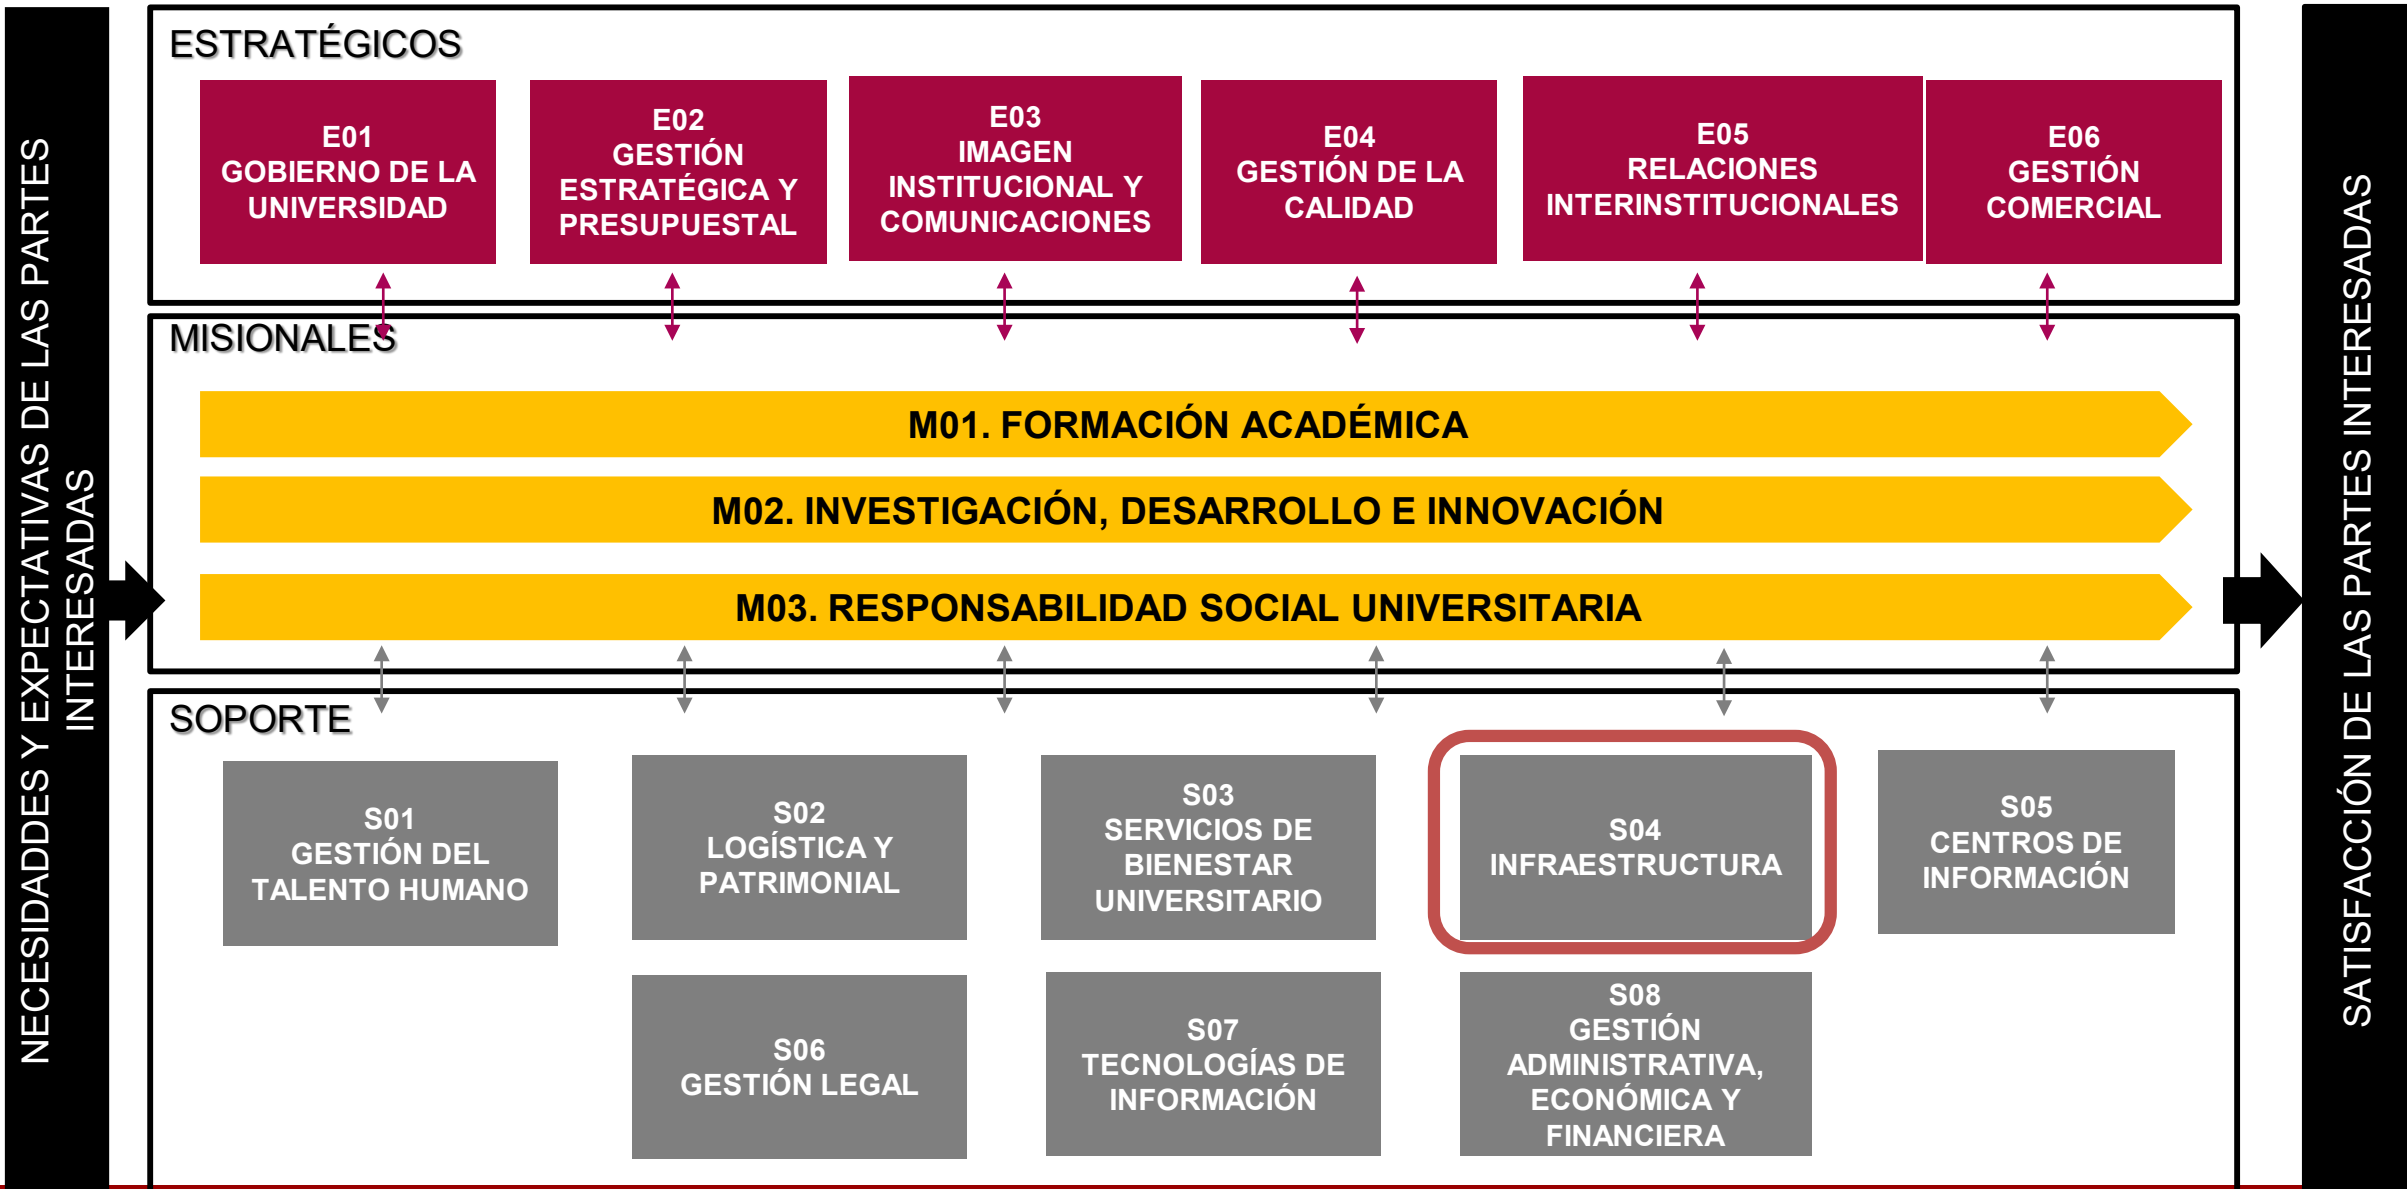 NECESIDADDES Y EXPECTATIVAS DE LAS PARTES
INTERESADAS
ESTRATÉGICOS
E01
GOBIERNO DE LA
UNIVERSIDAD
E02
GESTIÓN
ESTRATÉGICA Y
PRESUPUESTAL
E03
IMAGEN
INSTITUCIONAL Y
COMUNICACIONES
E04
GESTIÓN DE LA
CALIDAD
E05
RELACIONES
INTERINSTITUCIONALES
E06
GESTIÓN
COMERCIAL
MISIONALES
M01. FORMACIÓN ACADÉMICA
M02. INVESTIGACIÓN, DESARROLLO E INNOVACIÓN
M03. RESPONSABILIDAD SOCIAL UNIVERSITARIA
SOPORTE
S01
GESTIÓN DEL
TALENTO HUMANO
S02
LOGÍSTICA Y
PATRIMONIAL
S03
SERVICIOS DE
BIENESTAR
UNIVERSITARIO
S04
INFRAESTRUCTURA
S05
CENTROS DE
INFORMACIÓN
S06
GESTIÓN LEGAL
S07
TECNOLOGÍAS DE
INFORMACIÓN
S08
GESTIÓN
ADMINISTRATIVA,
ECONÓMICA Y
FINANCIERA
SATISFACCIÓN DE LAS PARTES INTERESADAS